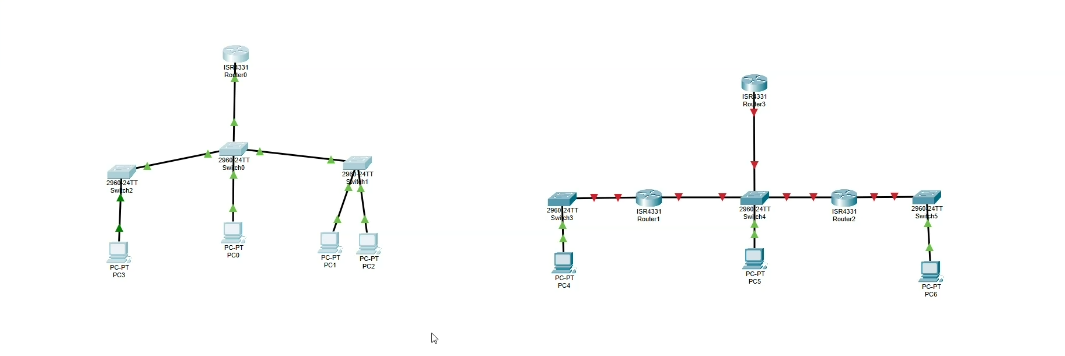 ISR4331
Router0
2960-24TT
Switch0
2960-24TT
Switch2
2960-24TT
Switch1
PC-PT
PC3
PC-PT
PC0
PC-PT
PC1
PC-PT
PC2
ISR4331
Router3
2960-24TT
Switch3
ISR4331
Router1
2960-24TT
Switch4
ISR4331
Router2
2960-24TT
Switch5
PC-PT
PC4
PC-PT
PC5
PC-PT
PC6